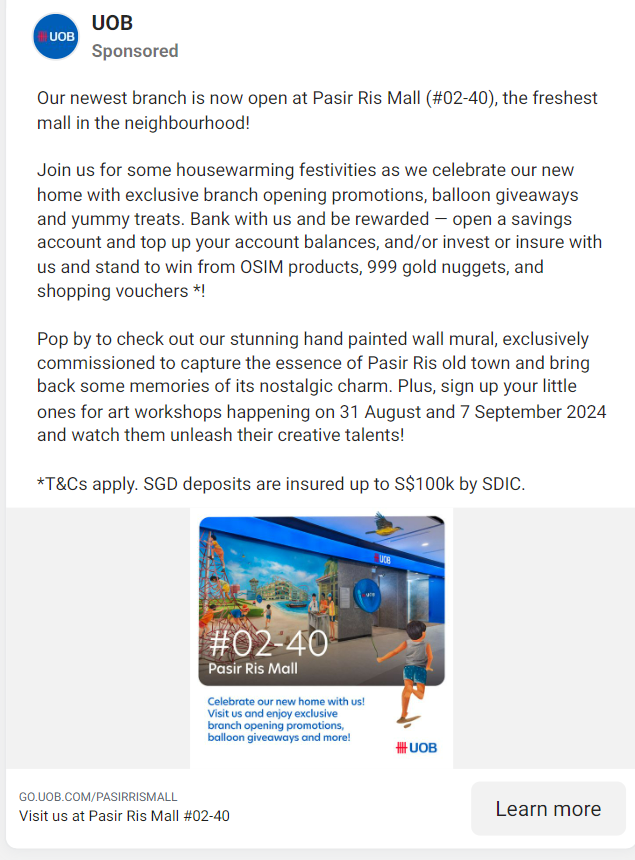 UOB
UOB
Sponsored
Our newest branch is now open at Pasir Ris Mall (#02-40), the freshest
mall in the neighbourhood!
Join us for some housewarming festivities as we celebrate our new
home with exclusive branch opening promotions, balloon giveaways
and yummy treats. Bank with us and be rewarded — open a savings
account and top up your account balances, and/or invest or insure with
us and stand to win from OSIM products, 999 gold nuggets, and
shopping vouchers *!
Pop by to check out our stunning hand painted wall mural, exclusively
commissioned to capture the essence of Pasir Ris old town and bring
back some memories of its nostalgic charm. Plus, sign up your little
ones for art workshops happening on 31 August and 7 September 2024
and watch them unleash their creative talents!
*T&Cs apply. SGD deposits are insured up to S$100k by SDIC.
UOB
UOB
#02-40
Pasir Ris Mall
Celebrate our new home with us!
Visit us and enjoy exclusive
branch opening promotions,
balloon giveaways and more!
UOB
GO.UOB.COM/PASIRRISMALL
Visit us at Pasir Ris Mall #02-40
Learn more